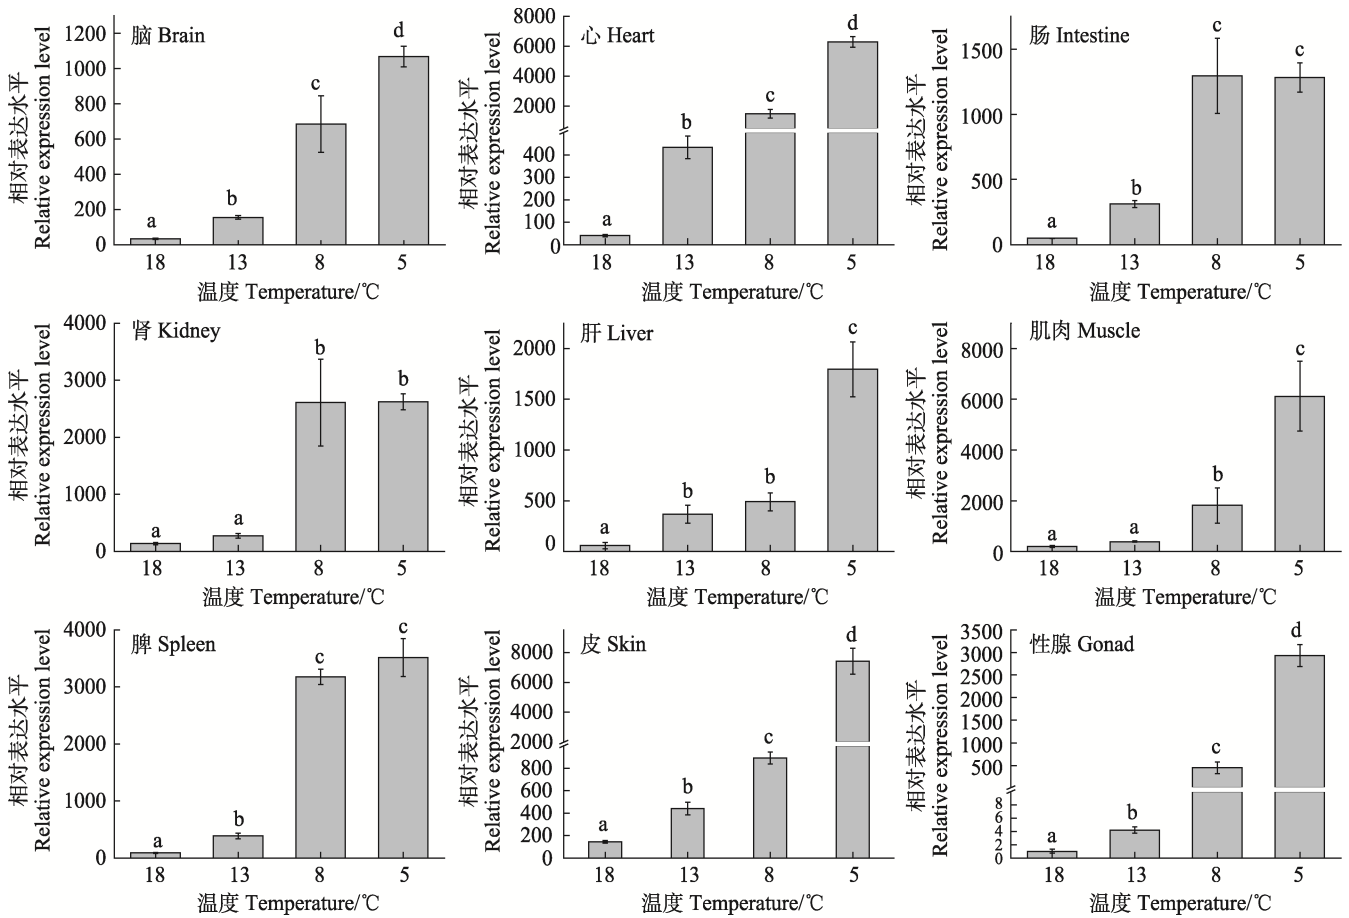 脑 Brain
相对表达水平
Relative expression level
1200
1000
800
600
400
200
0
a
b
c
d
18 13 8 5
温度 Temperature/℃
心 Heart
相对表达水平
Relative expression level
8000
6000
4000
2000
400
300
200
100
0
a
b
c
d
18 13 8 5
温度 Temperature/℃
肠 Intestine
相对表达水平
Relative expression level
1500
1000
500
0
a
b
c
c
18 13 8 5
温度 Temperature/℃
肾 Kidney
相对表达水平
Relative expression level
4000
3000
2000
1000
0
a
a
b
b
18 13 8 5
温度 Temperature/℃
肝 Liver
相对表达水平
Relative expression level
2000
1500
1000
500
0
a
b
b
c
18 13 8 5
温度 Temperature/℃
肌肉 Muscle
相对表达水平
Relative expression level
8000
6000
4000
2000
0
a
a
b
c
18 13 8 5
温度 Temperature/℃
脾 Spleen
相对表达水平
Relative expression level
4000
3000
2000
1000
0
a
b
c
c
18 13 8 5
温度 Temperature/℃
皮 Skin
相对表达水平
Relative expression level
8000
6000
4000
2000
800
600
400
200
0
a
b
c
d
18 13 8 5
温度 Temperature/℃
性腺 Gonad
相对表达水平
Relative expression level
3500
3000
2500
2000
1500
1000
500
8
6
4
2
0
a
b
c
d
18 13 8 5
温度 Temperature/℃